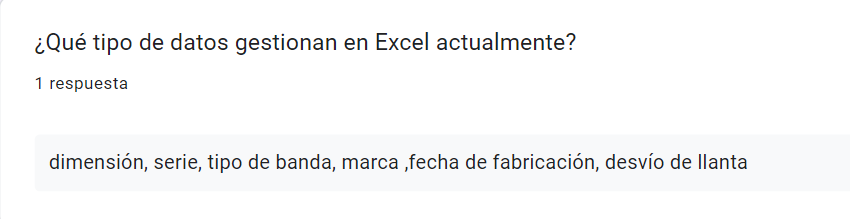 ¿Qué tipo de datos gestionan en Excel actualmente?
1 respuesta
dimensión, serie, tipo de banda, marca ,fecha de fabricación, desvío de llanta